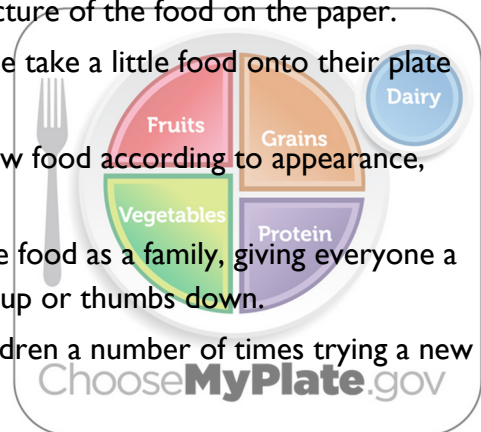 cture of the food on the paper.
e take a little food onto their plate
Dairy
Fruits
Grains
w food according to appearance,
Vegetables
Protein
e food as a family, giving everyone a
up or thumbs down.
dren a number of times trying a new
ChooseMyPlate.gov